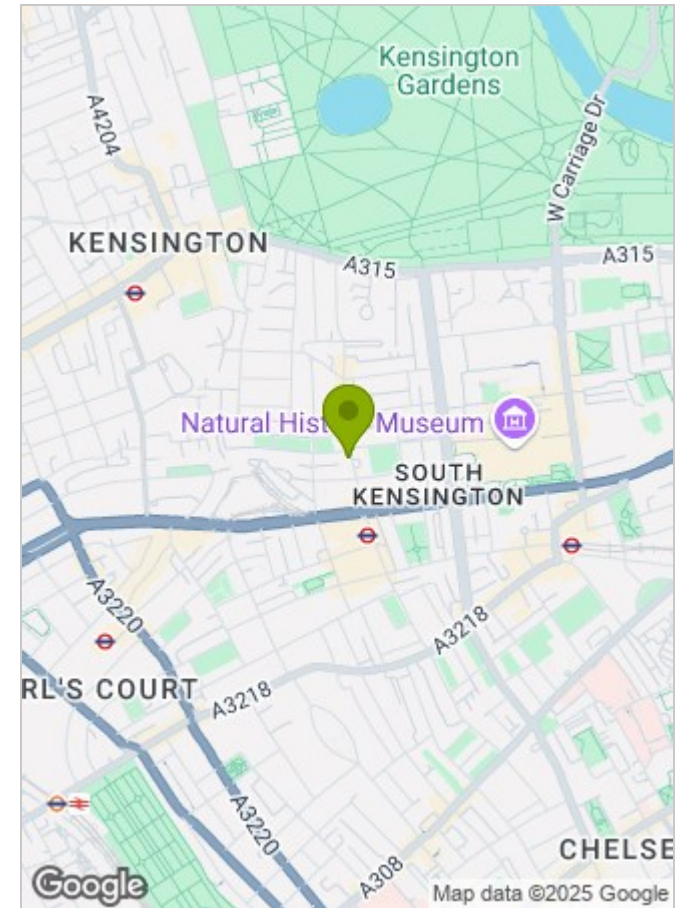 Kensington
Gardens
A4204
W Carriage Dr
KENSINGTON
A315
A315
Natural Hist
Museum
SOUTH
KENSINGTON
A3220
A3218
RL'S COURT
A3218
A3220
A308
CHELSE
Google
Map data ©2025 Google